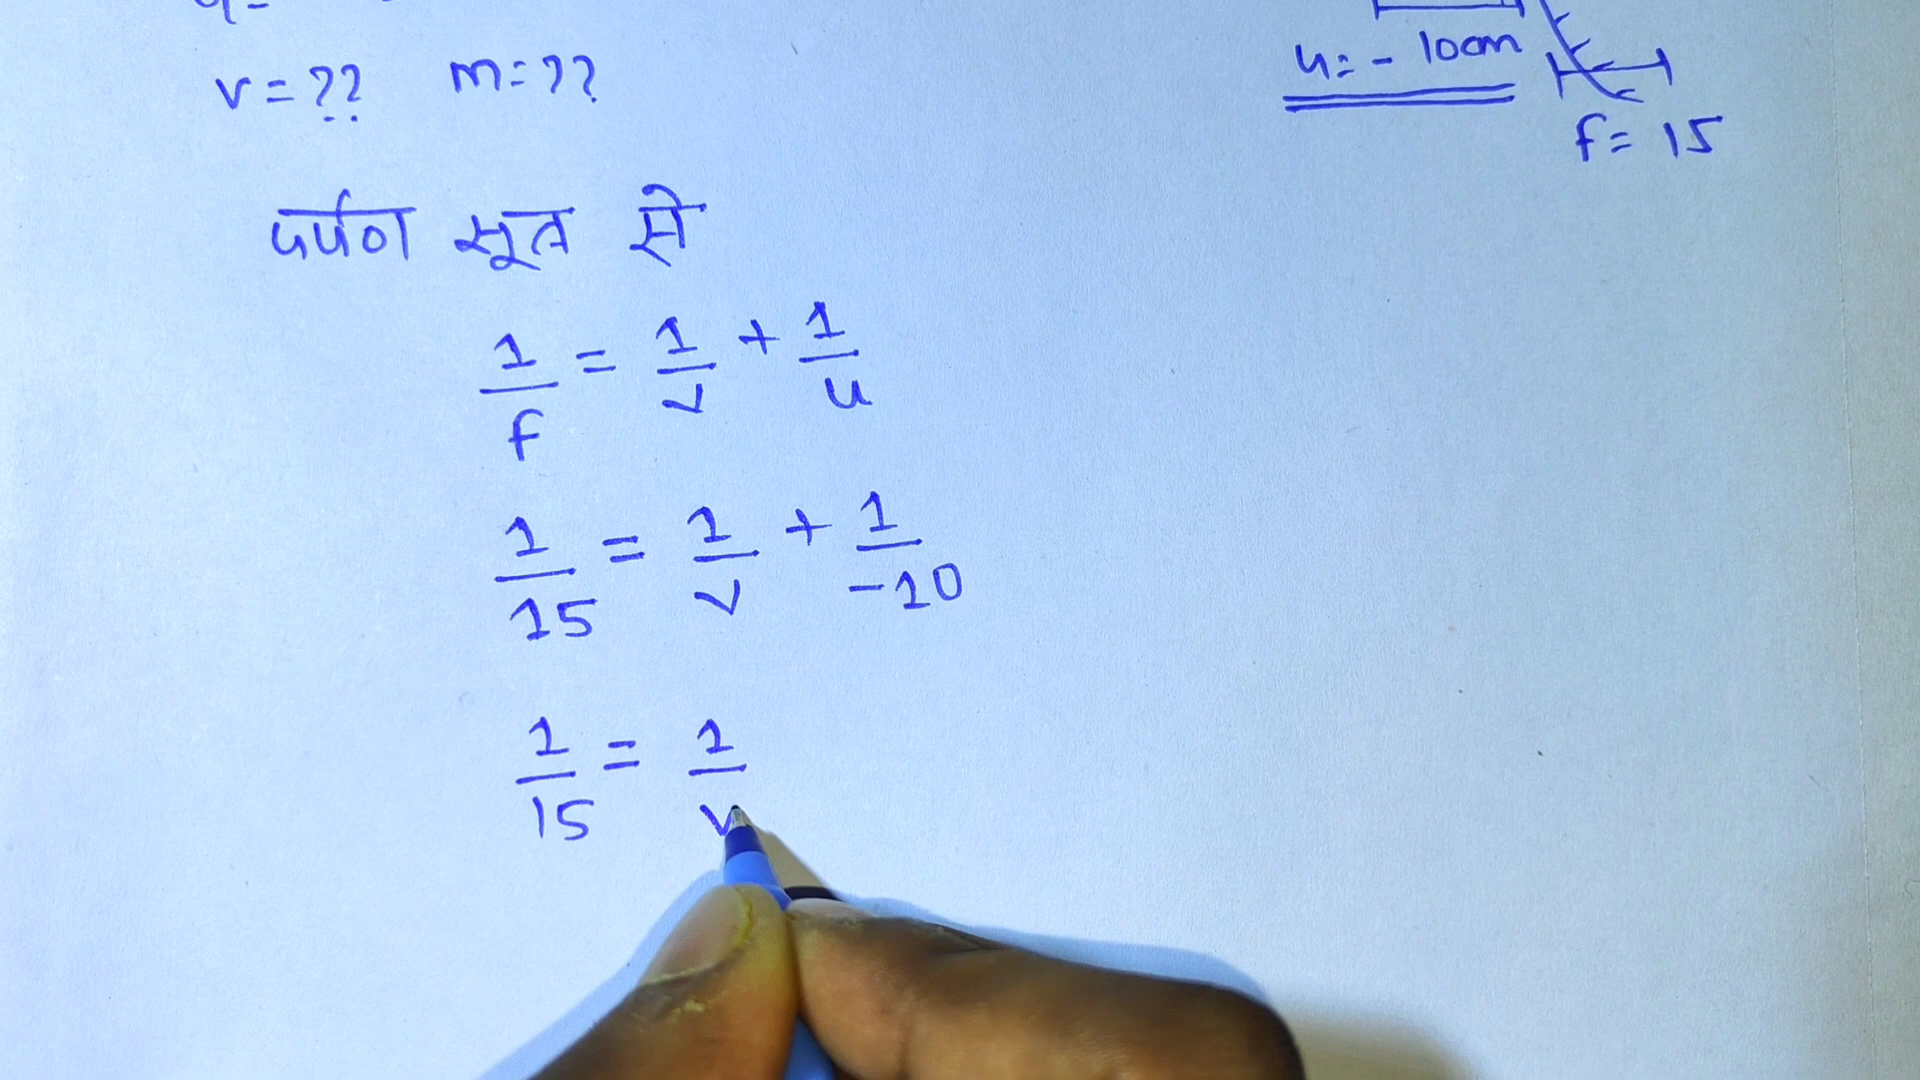 v = ?? m = ??
u = - 10cm
f = 15
दर्पण सूत्र से
1/f = 1/v + 1/u
1/15 = 1/v + 1/-10
1/15 = 1/v